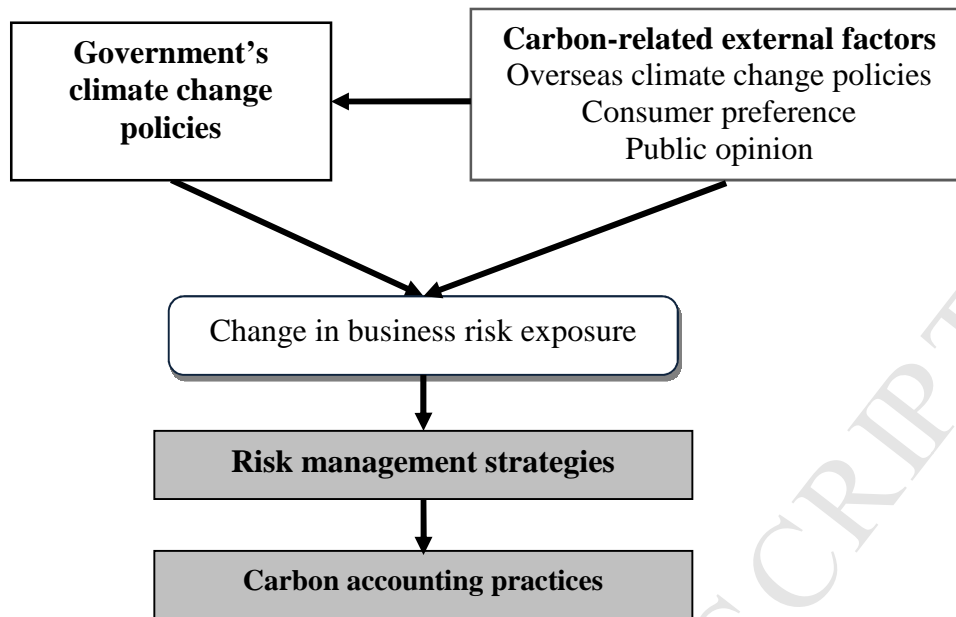 Government’s
climate change
policies
Carbon-related external factors
Overseas climate change policies
Consumer preference
Public opinion
Change in business risk exposure
Risk management strategies
Carbon accounting practices
SCRIPT